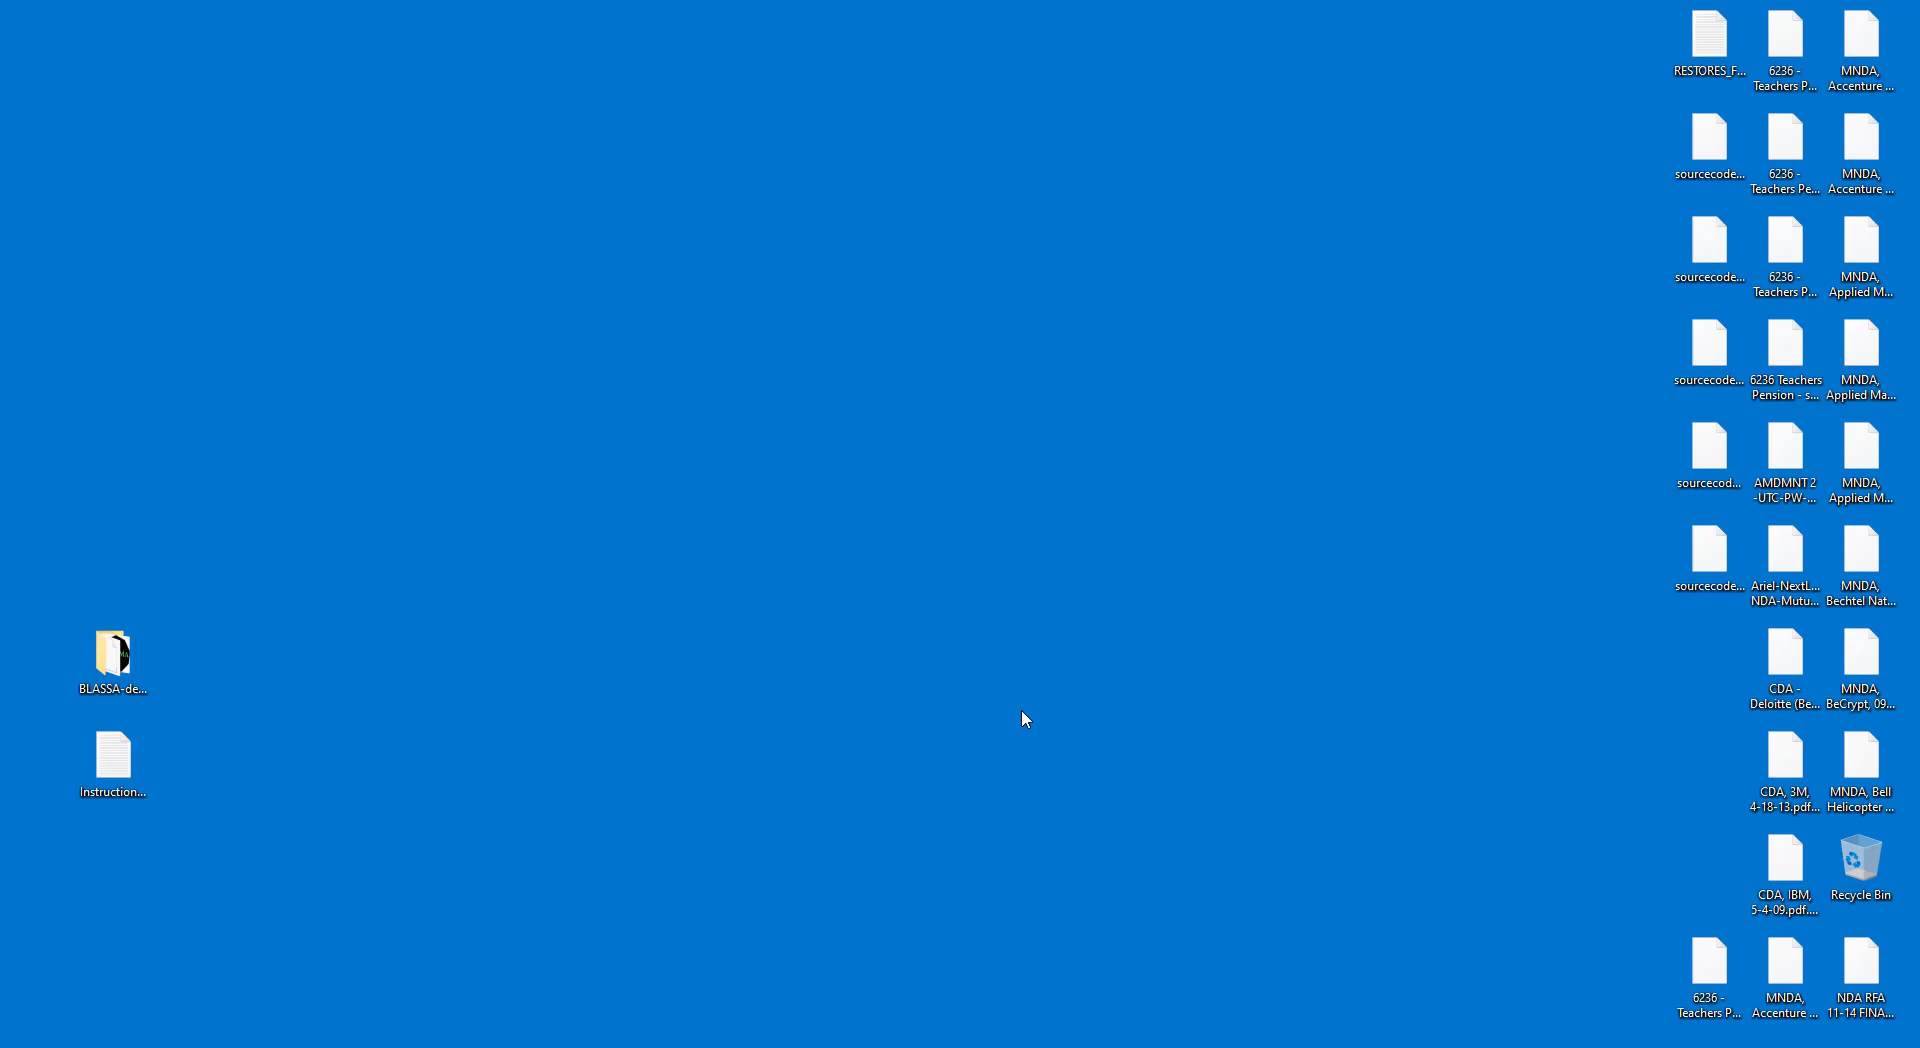 RESTORES_F...
6236 -
Teachers P...
MNDA,
Accenture ...
sourcecode...
6236 -
Teachers Pe...
MNDA,
Accenture ...
sourcecode...
6236 -
Teachers P...
MNDA,
Applied M...
sourcecode...
6236 Teachers
Pension - s...
MNDA,
Applied Ma...
sourcecod...
AMDMNT 2
-UTC-PW-...
MNDA,
Applied M...
sourcecode...
Ariel-NextL...
NDA-Mutu...
MNDA,
Bechtel Nat...
BLASSA-de...
CDA -
Deloitte (Be...
MNDA,
BeCrypt, 09...
Instruction...
CDA, 3M,
4-18-13.pdf...
MNDA, Bell
Helicopter ...
CDA, IBM,
5-4-09.pdf....
Recycle Bin
6236 -
Teachers P...
MNDA,
Accenture ...
NDA RFA
11-14 FINA...